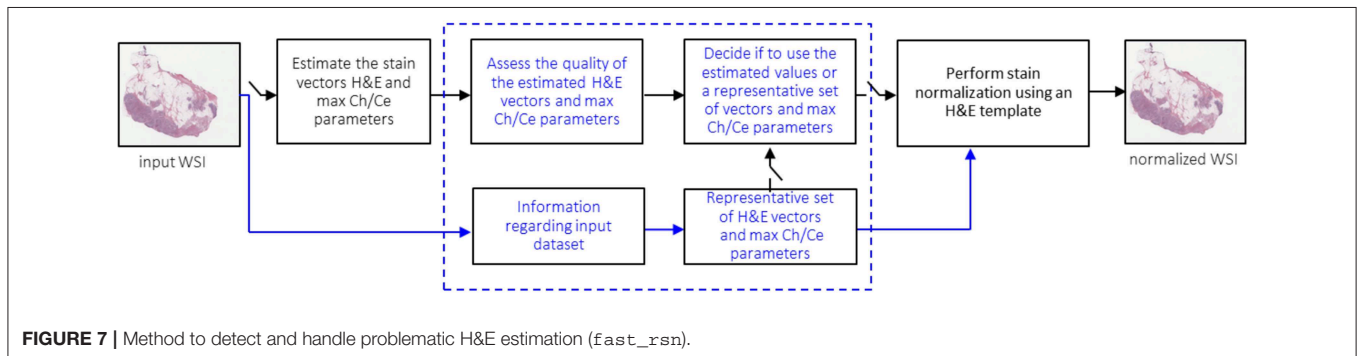 input WSI
Estimate the stain
vectors H&E and
max Ch/Ce
parameters
Assess the quality of
the estimated H&E
vectors and max
Ch/Ce parameters
Decide if to use the
estimated values or
a representative set
of vectors and max
Ch/Ce parameters
Perform stain
normalization using an
H&E template
normalized WSI
Information
regarding input
dataset
Representative set
of H&E vectors
and max Ch/Ce
parameters
FIGURE 7 | Method to detect and handle problematic H&E estimation (fast_rsn).